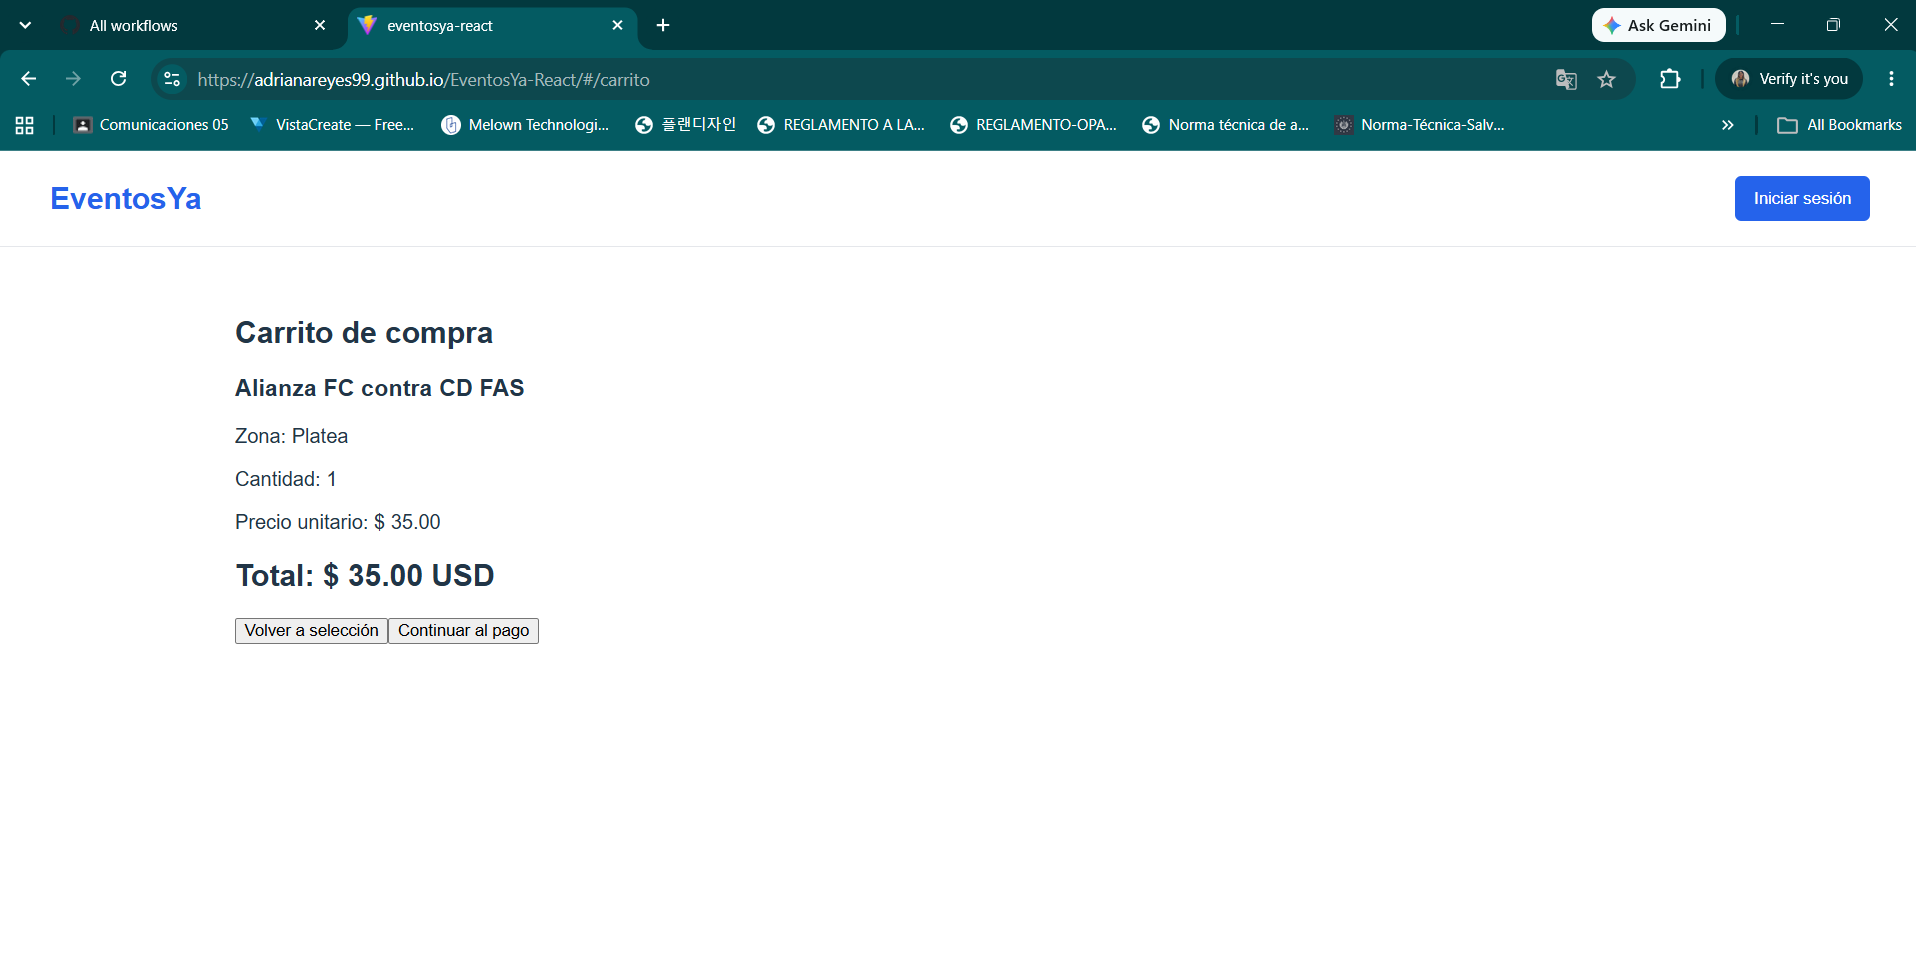 All workflows
eventosya-react
Ask Gemini
https://adrianareyes99.github.io/EventosYa-React/#/carrito
Verify it's you
Comunicaciones 05
VistaCreate — Free...
Melown Technologi...
플랜디자인
REGLAMENTO A LA...
REGLAMENTO-OPA...
Norma técnica de a...
Norma-Técnica-Salv...
All Bookmarks
EventosYa
Iniciar sesión
Carrito de compra
Alianza FC contra CD FAS
Zona: Platea
Cantidad: 1
Precio unitario: $ 35.00
Total: $ 35.00 USD
Volver a selección
Continuar al pago